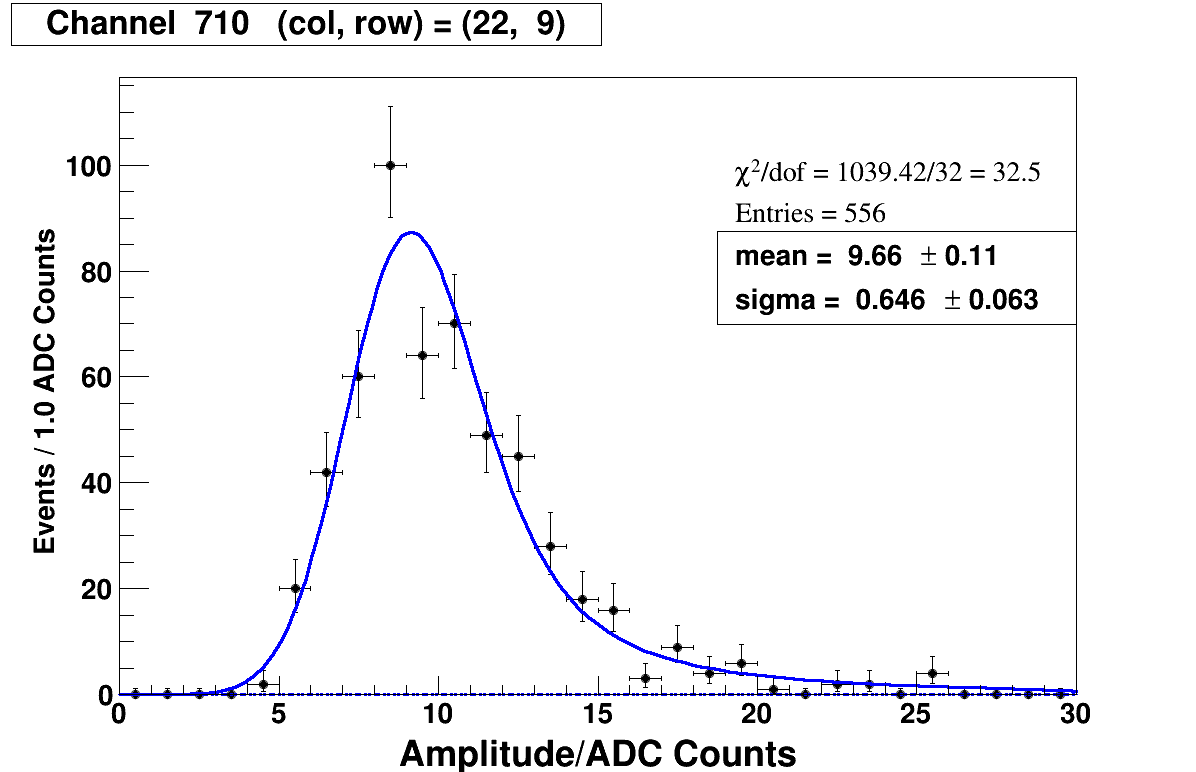 Channel 710 (col, row) = (22, 9)
χ²/dof = 1039.42/32 = 32.5
Entries = 556
mean = 9.66 ± 0.11
sigma = 0.646 ± 0.063
Events / 1.0 ADC Counts
100
80
60
40
20
0
0 5 10 15 20 25 30
Amplitude/ADC Counts